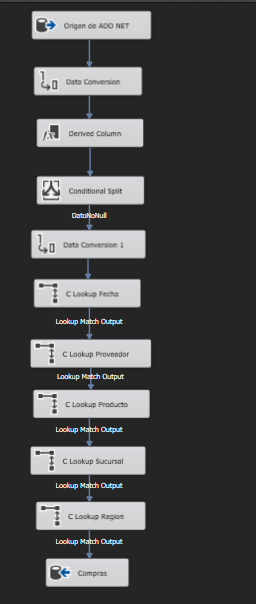 Origen de ADO NET
Data Conversion
Derived Column
Conditional Split
DatoNoNull
Data Conversion 1
C Lookup Fecha
Lookup Match Output
C Lookup Proveedor
Lookup Match Output
C Lookup Producto
Lookup Match Output
C Lookup Sucursal
Lookup Match Output
C Lookup Region
Lookup Match Output
Compras